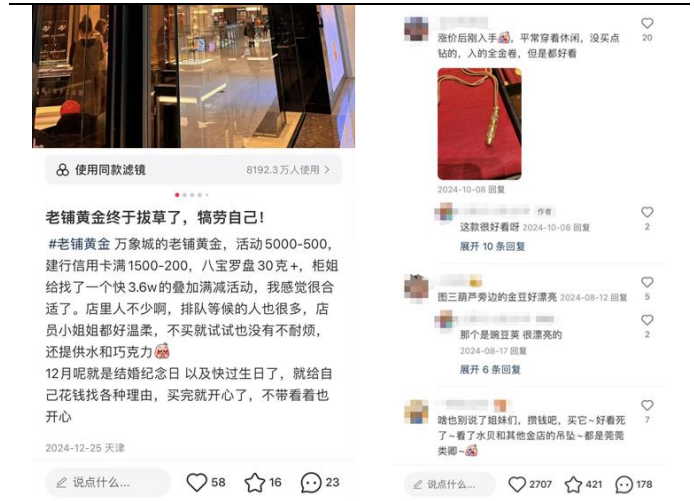 使用同款滤镜
8192.3万人使用 >
老铺黄金终于拔草了，犒劳自己！
#老铺黄金 万象城的老铺黄金，活动5000-500，
建行信用卡满1500-200，八宝罗盘30克+，柜姐
给找了一个快3.6w的叠加满减活动，我感觉很合
适了。店里人不少啊，排队等候的人也很多，店
员小姐姐都好温柔，不买就试试也没有不耐烦，
还提供水和巧克力
12月呢就是结婚纪念日 以及快过生日了，就给自
己花钱找各种理由，买完就开心了，不带看着也
开心
2024-12-25 天津
说点什么...
58
16
23
涨价后刚入手，平常穿着休闲，没买点
钻的，入的全金卷，但是都好看
20
2024-10-08 回复
作者
这款很好看呀 2024-10-08 回复
2
展开 10 条回复
图三葫芦旁边的金豆好漂亮 2024-08-12 回复
5
那个是豌豆荚 很漂亮的
2
2024-08-17 回复
展开 6 条回复
啥也别说了姐妹们，攒钱吧，买它~好看死
7
了~看了水贝和其他金店的吊坠~都是莞莞
类卿~
说点什么...
2707
421
178